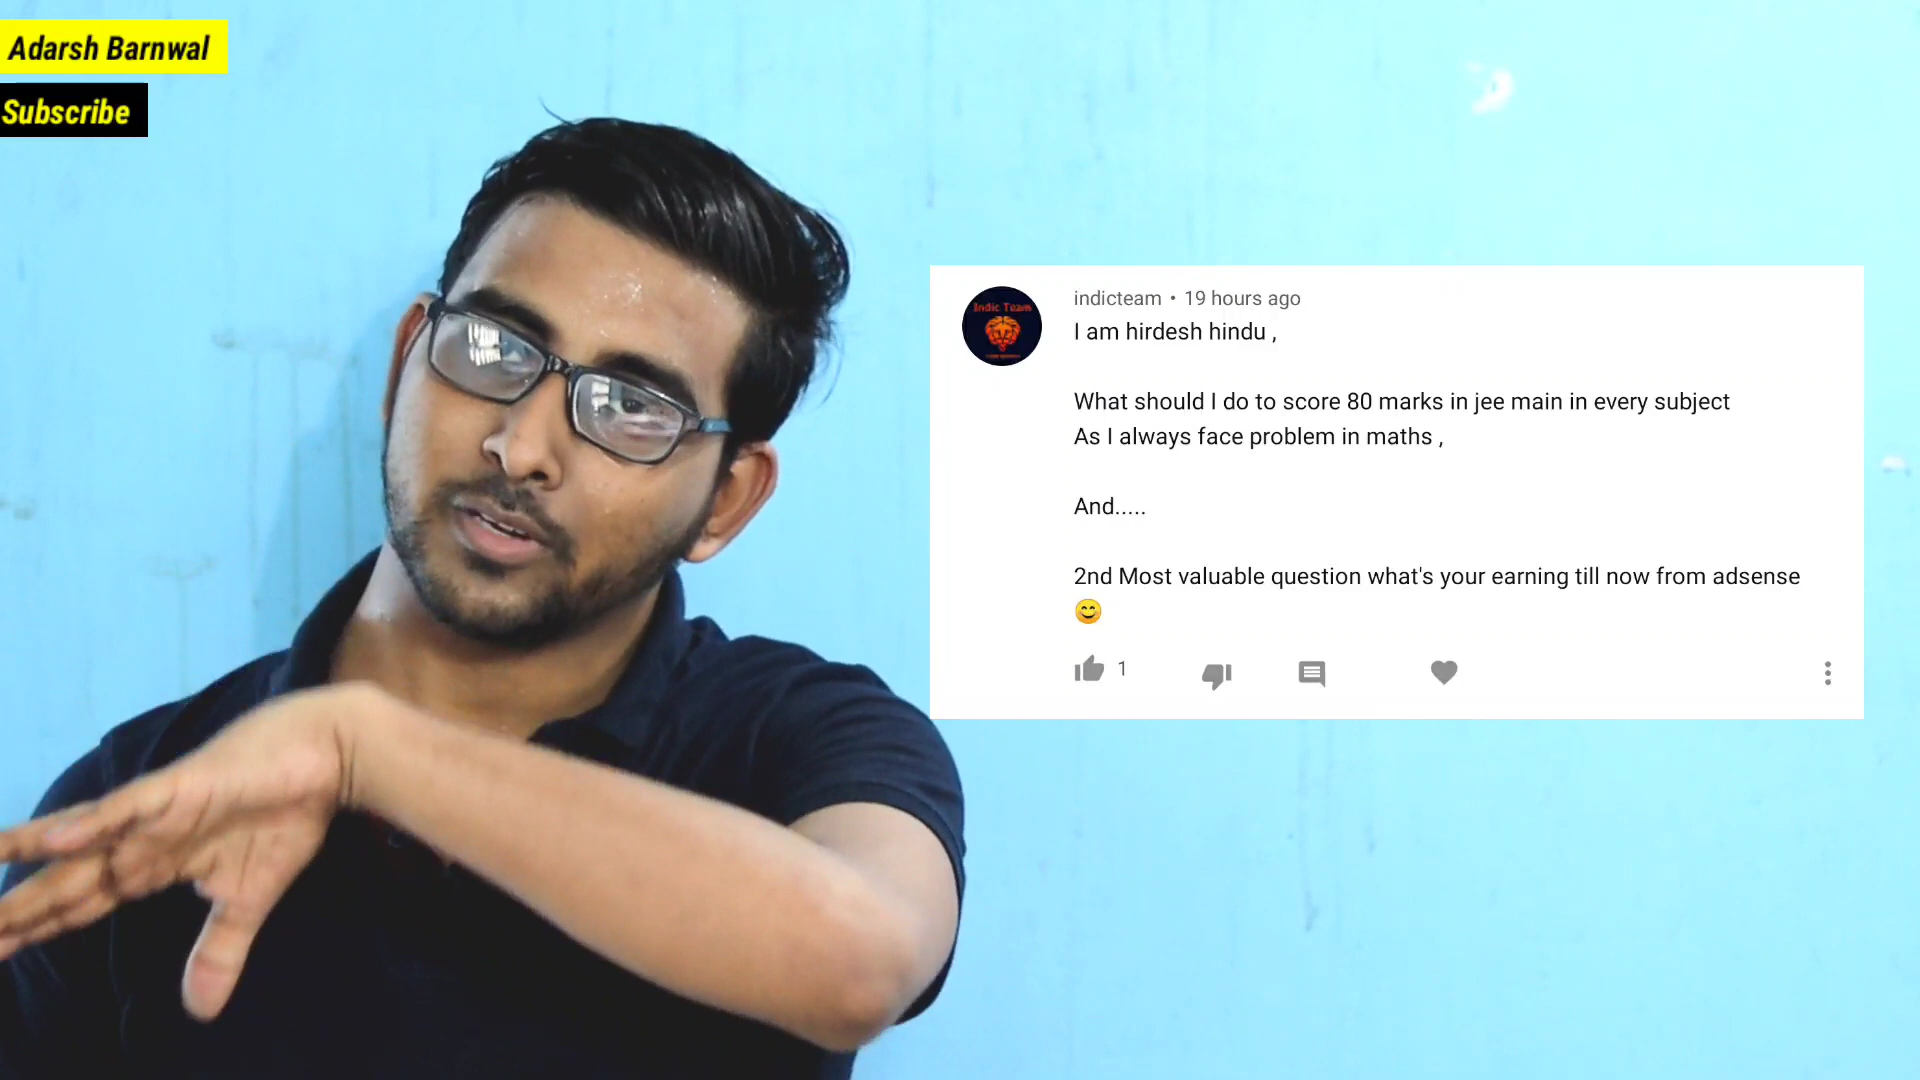 Adarsh Barnwal
Subscribe
Indic Team
indicteam • 19 hours ago
I am hirdesh hindu ,
What should I do to score 80 marks in jee main in every subject
As I always face problem in maths ,
And.....
2nd Most valuable question what's your earning till now from adsense
😊
1